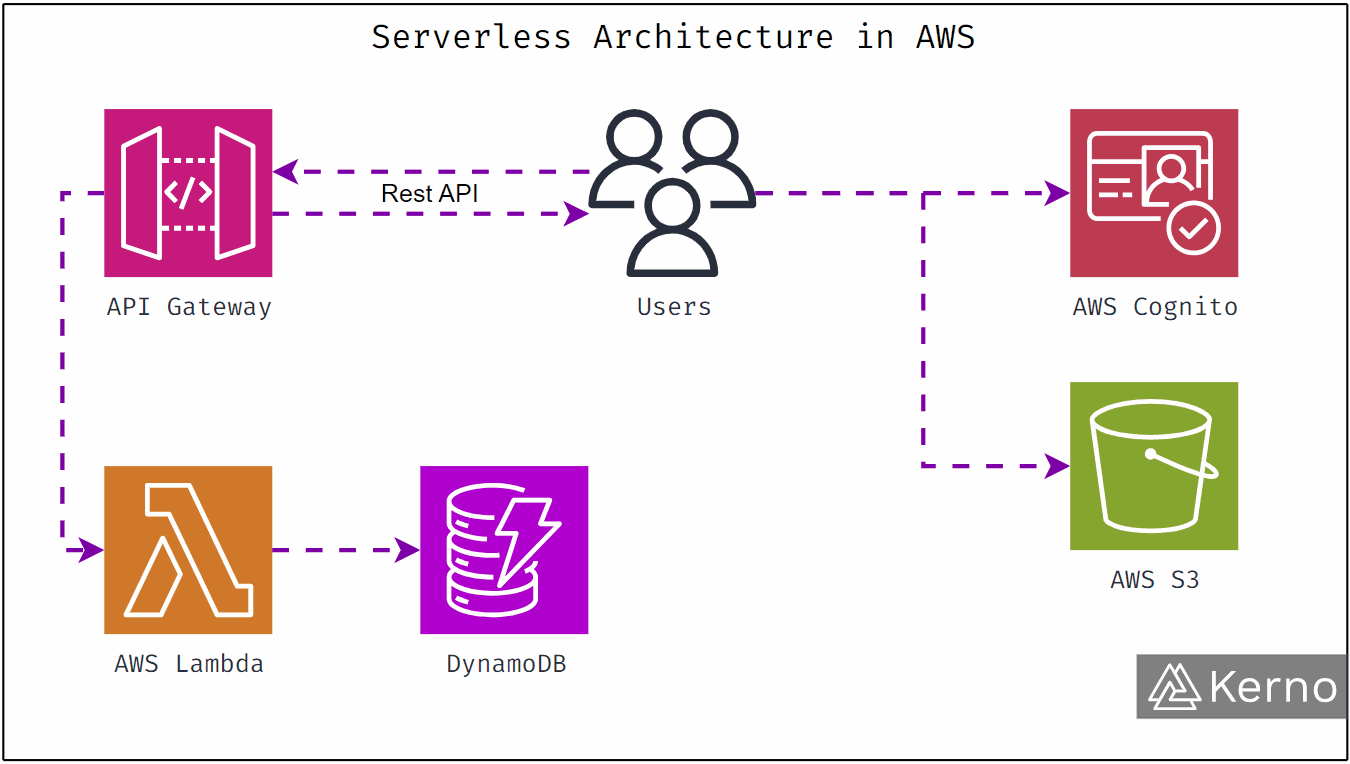 Serverless Architecture in AWS
Rest API
API Gateway
Users
AWS Cognito
AWS S3
AWS Lambda
DynamoDB
Kerno